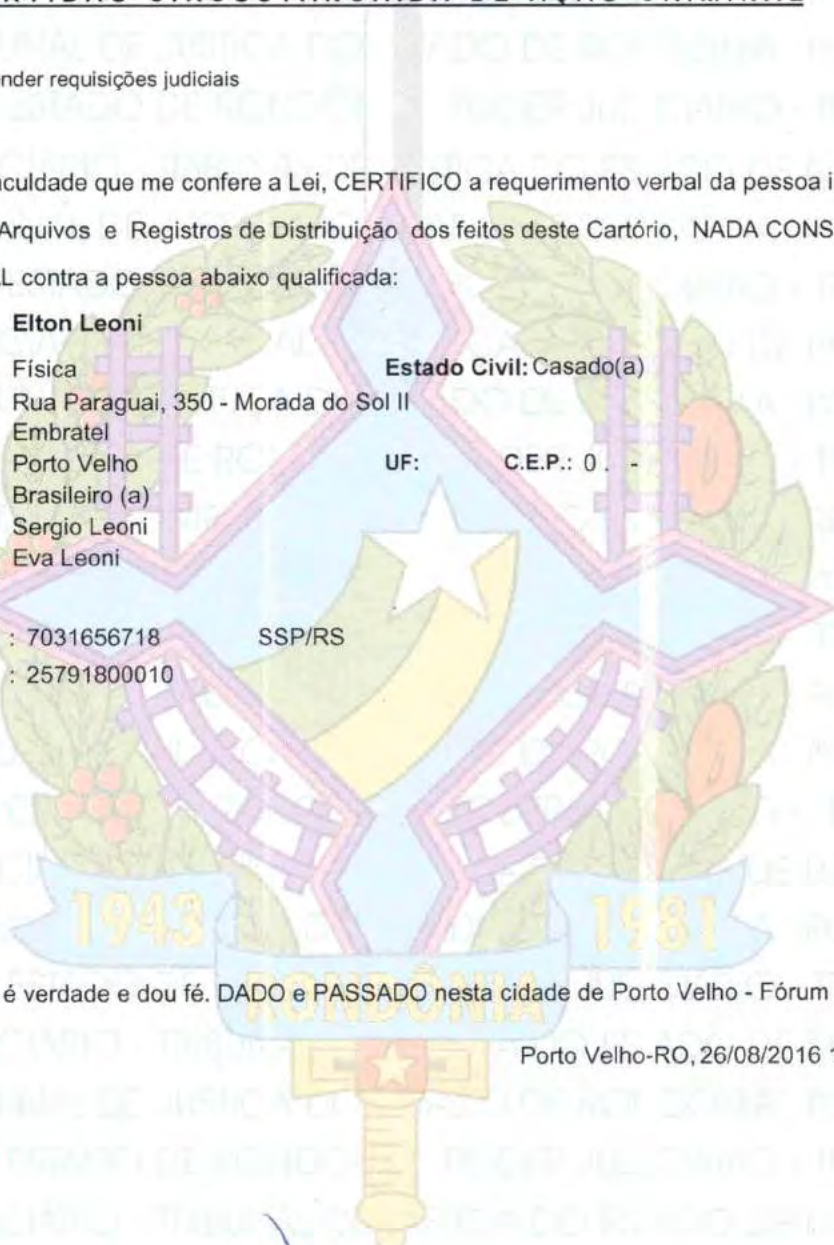 nder requisições judiciais
aculdade que me confere a Lei, CERTIFICO a requerimento verbal da pessoa i
Arquivos e Registros de Distribuição dos feitos deste Cartório, NADA CONS
L contra a pessoa abaixo qualificada:
Elton Leoni
Física Estado Civil: Casado(a)
Rua Paraguai, 350 - Morada do Sol II
Embratel
Porto Velho UF: C.E.P.: 0 . -
Brasileiro (a)
Sergio Leoni
Eva Leoni
: 7031656718 SSP/RS
: 25791800010
1943 1981
RONDÔNIA
é verdade e dou fé. DADO e PASSADO nesta cidade de Porto Velho - Fórum
Porto Velho-RO, 26/08/2016 1